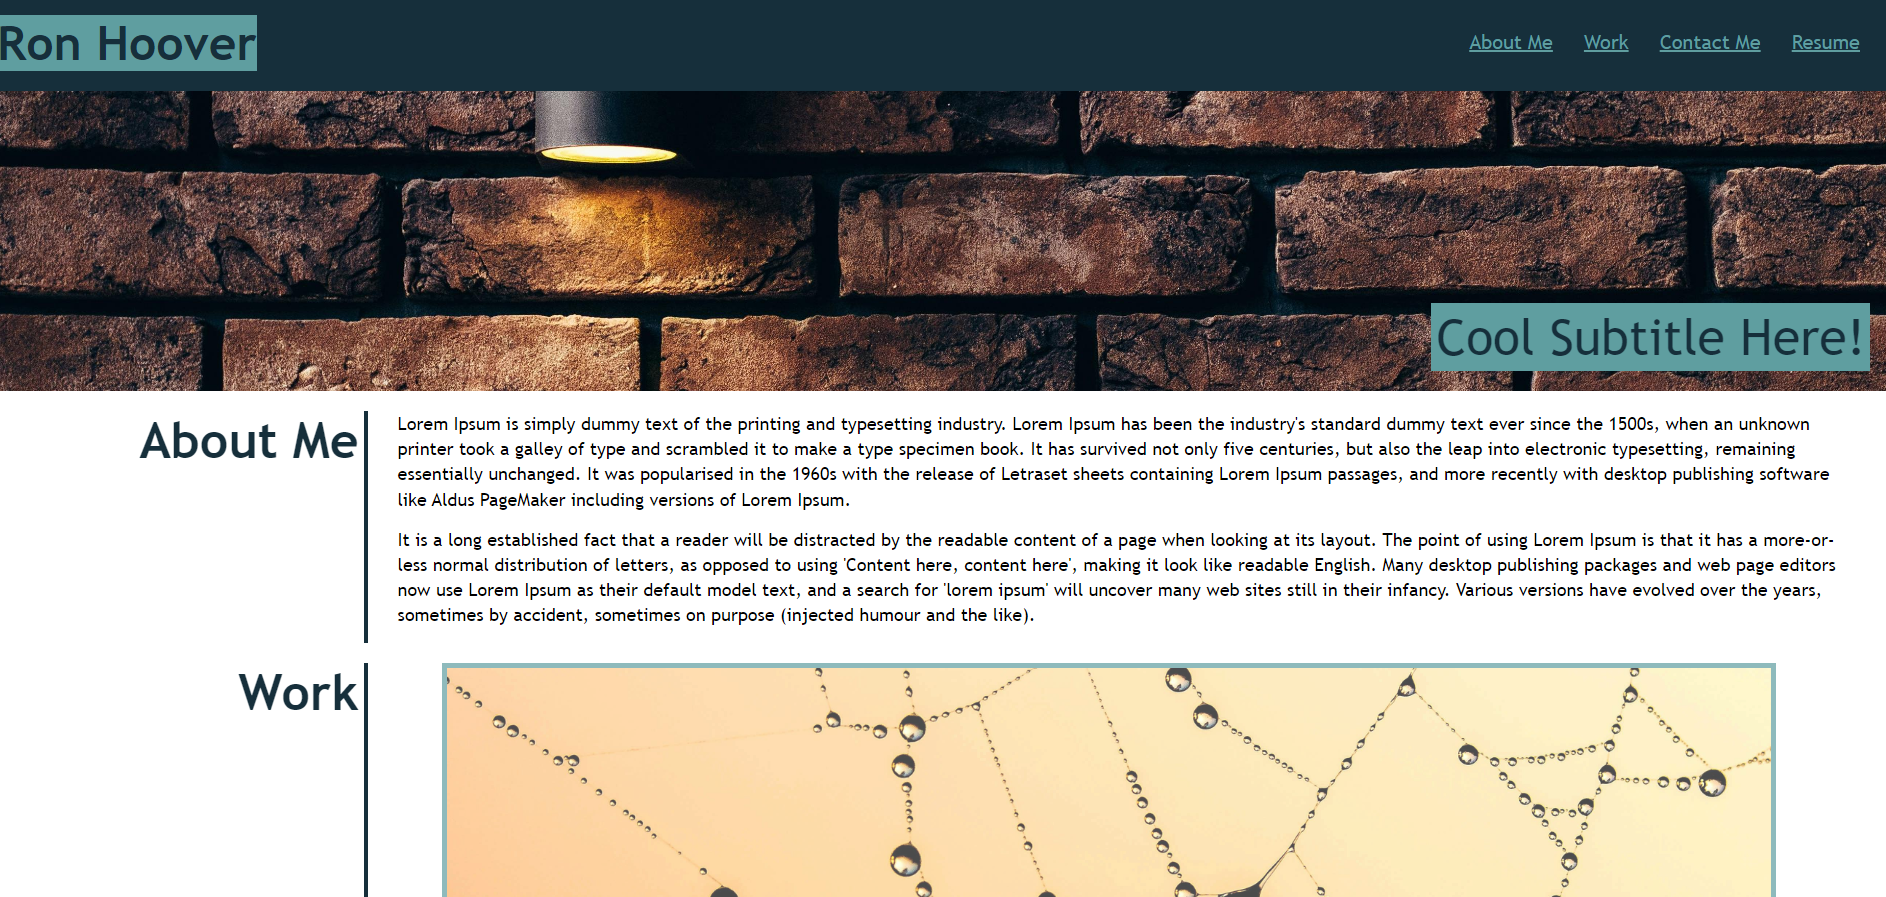 Ron Hoover
About Me Work Contact Me Resume
Cool Subtitle Here!
About Me
Lorem Ipsum is simply dummy text of the printing and typesetting industry. Lorem Ipsum has been the industry's standard dummy text ever since the 1500s, when an unknown
printer took a galley of type and scrambled it to make a type specimen book. It has survived not only five centuries, but also the leap into electronic typesetting, remaining
essentially unchanged. It was popularised in the 1960s with the release of Letraset sheets containing Lorem Ipsum passages, and more recently with desktop publishing software
like Aldus PageMaker including versions of Lorem Ipsum.
It is a long established fact that a reader will be distracted by the readable content of a page when looking at its layout. The point of using Lorem Ipsum is that it has a more-or-
less normal distribution of letters, as opposed to using 'Content here, content here', making it look like readable English. Many desktop publishing packages and web page editors
now use Lorem Ipsum as their default model text, and a search for 'lorem ipsum' will uncover many web sites still in their infancy. Various versions have evolved over the years,
sometimes by accident, sometimes on purpose (injected humour and the like).
Work